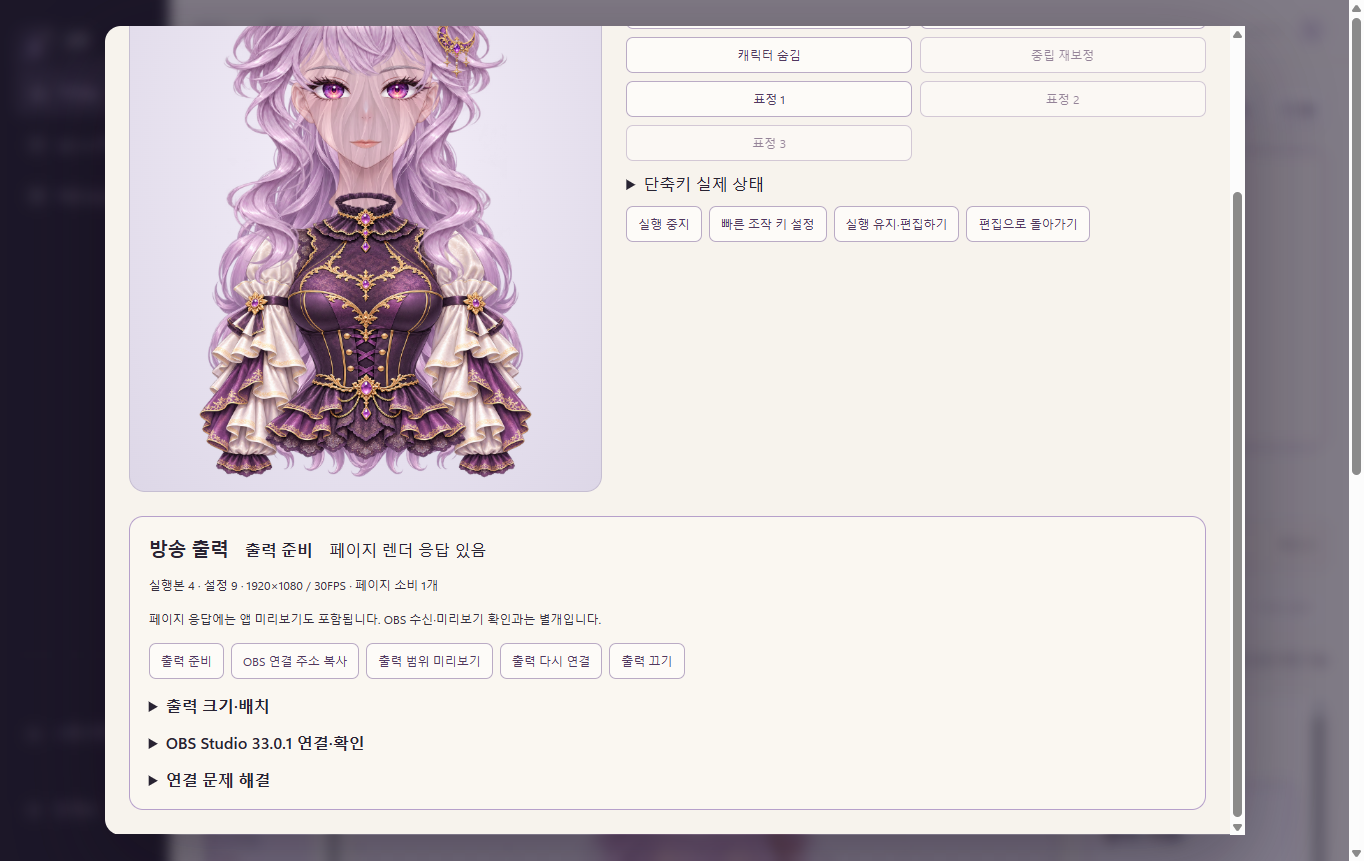 캐릭터 숨김
중립 재보정
표정 1
표정 2
표정 3
▶ 단축키 실제 상태
실행 중지
빠른 조작 키 설정
실행 유지·편집하기
편집으로 돌아가기
방송 출력 출력 준비 페이지 렌더 응답 있음
실행본 4 · 설정 9 · 1920×1080 / 30FPS · 페이지 소비 1개
페이지 응답에는 앱 미리보기도 포함됩니다. OBS 수신·미리보기 확인과는 별개입니다.
출력 준비
OBS 연결 주소 복사
출력 범위 미리보기
출력 다시 연결
출력 끄기
▶ 출력 크기·배치
▶ OBS Studio 33.0.1 연결·확인
▶ 연결 문제 해결